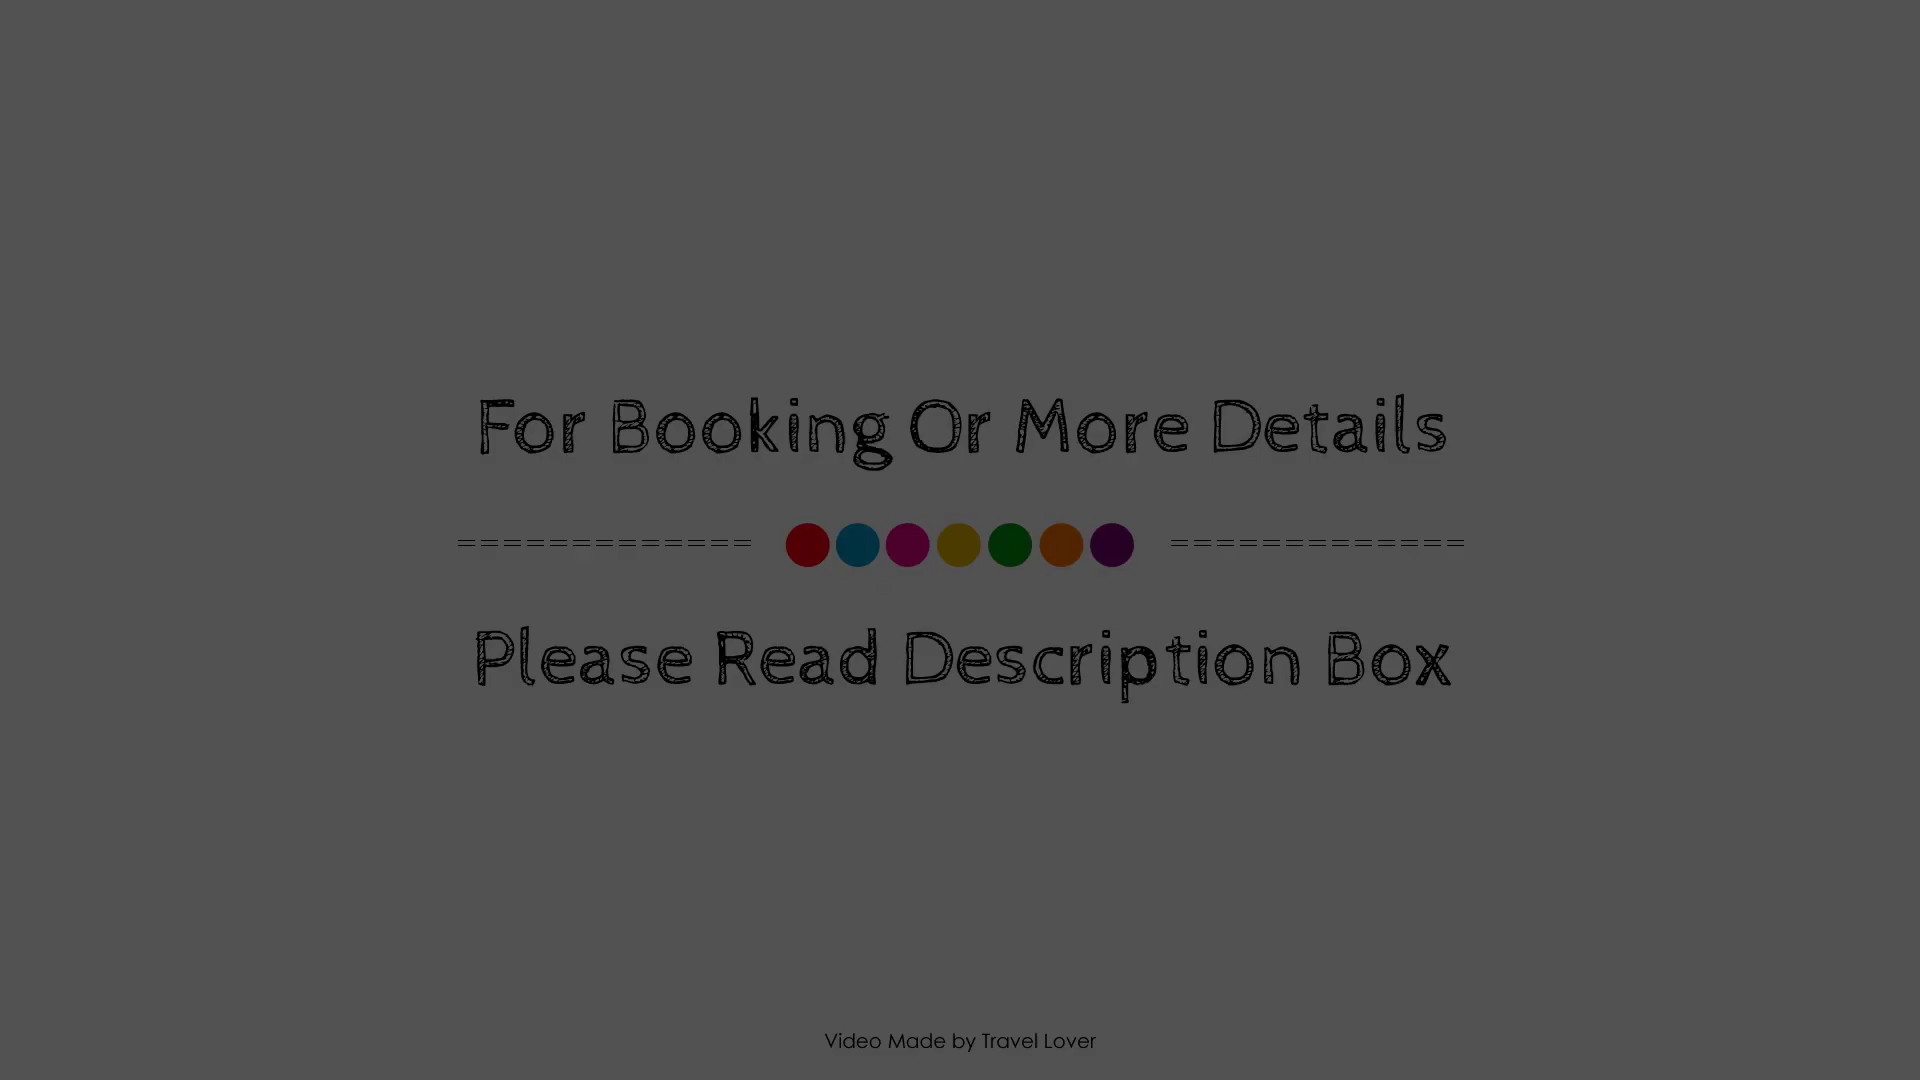 For Booking Or More Details
============= =============
Please Read Description Box
Video Made by Travel Lover